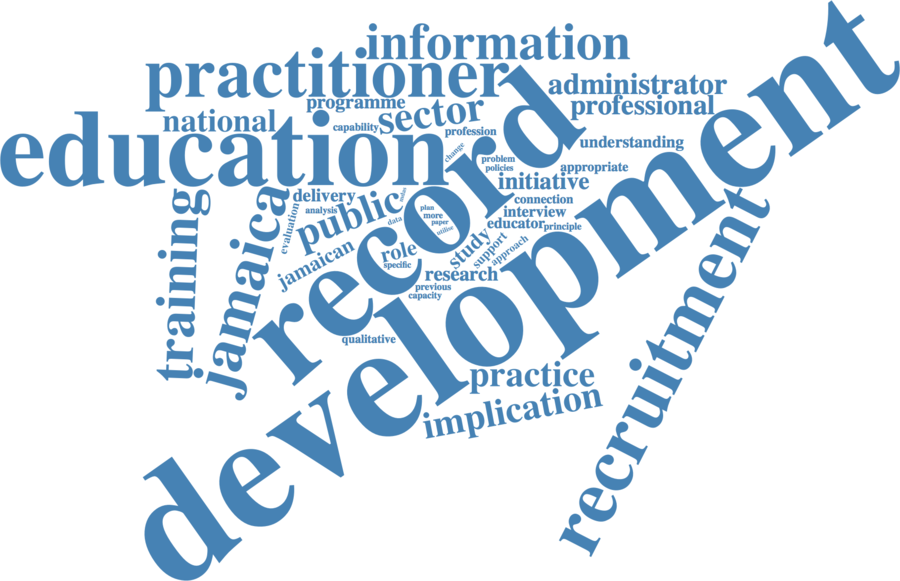 information
practitioner
administrator
programme
professional
sector
national
capability
profession
education
record
development
understanding
change
problem
policies
appropriate
initiative
delivery
connection
public
analysis
interview
educator
principle
plan
more
paper
data
utilize
evaluation
training
jamaica
jamaican
role
specific
study
support
approach
research
previous
capacity
recruitment
qualitative
practice
implication